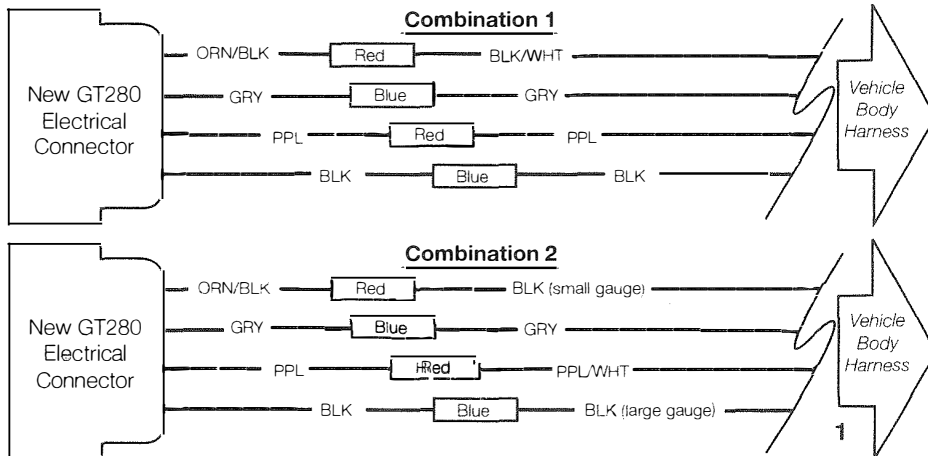 Combination 1
ORN/BLK Red BLK/WHT
GRY Blue GRY
PPL Red PPL
BLK Blue BLK
New GT280
Electrical
Connector
Vehicle
Body
Harness
Combination 2
ORN/BLK Red BLK (small gauge)
GRY Blue GRY
PPL Red PPL/WHT
BLK Blue BLK (large gauge)
New GT280
Electrical
Connector
Vehicle
Body
Harness
1